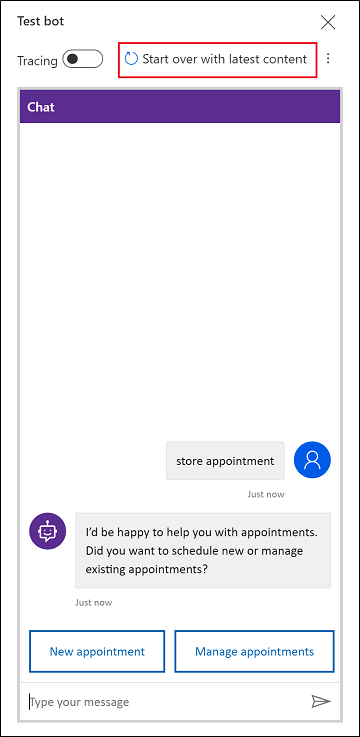 Test bot
Tracing
Start over with latest content
Chat
store appointment
Just now
I'd be happy to help you with appointments.
Did you want to schedule new or manage
existing appointments?
Just now
New appointment
Manage appointments
Type your message